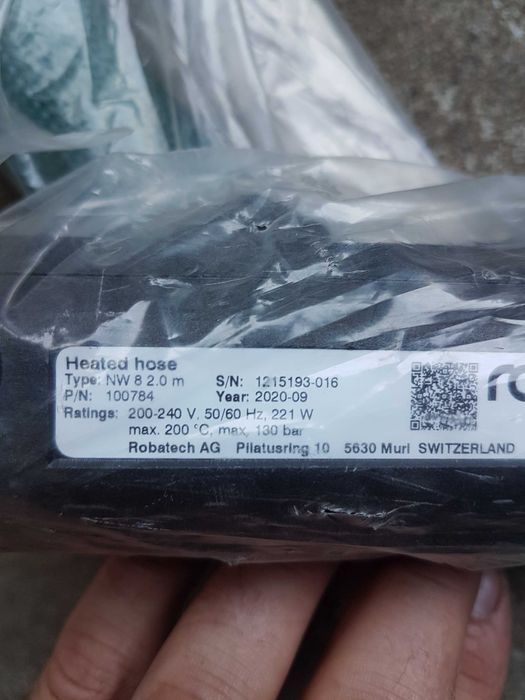 Heated hose
Type: NW 8 2.0 m S/N: 1215193-016
P/N: 100784 Year: 2020-09
Ratings: 200-240 V, 50/60 Hz, 221 W
max. 200 °C, max. 130 bar
Robatech AG Pilatusring 10 5630 Muri SWITZERLAND